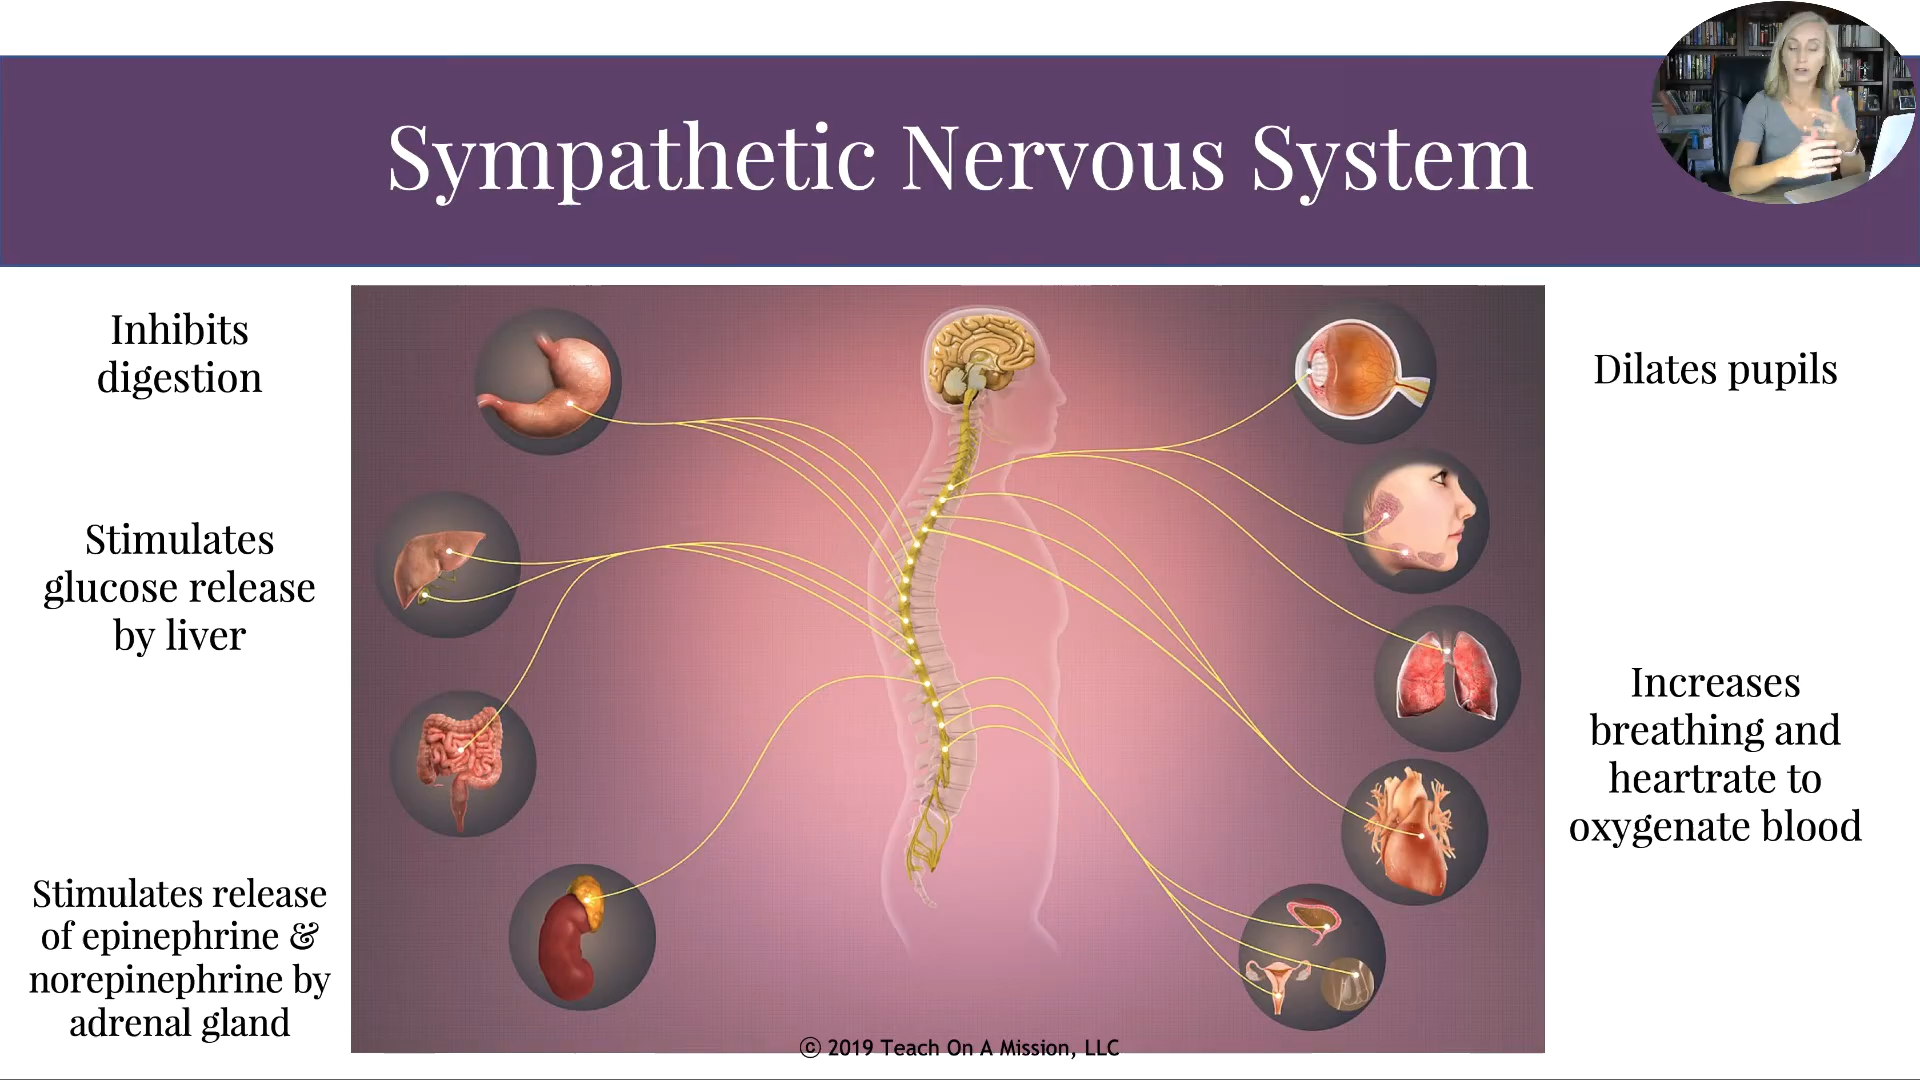 Sympathetic Nervous System
Inhibits
digestion
Stimulates
glucose release
by liver
Stimulates release
of epinephrine &
norepinephrine by
adrenal gland
Dilates pupils
Increases
breathing and
heartrate to
oxygenate blood
© 2019 Teach On A Mission, LLC